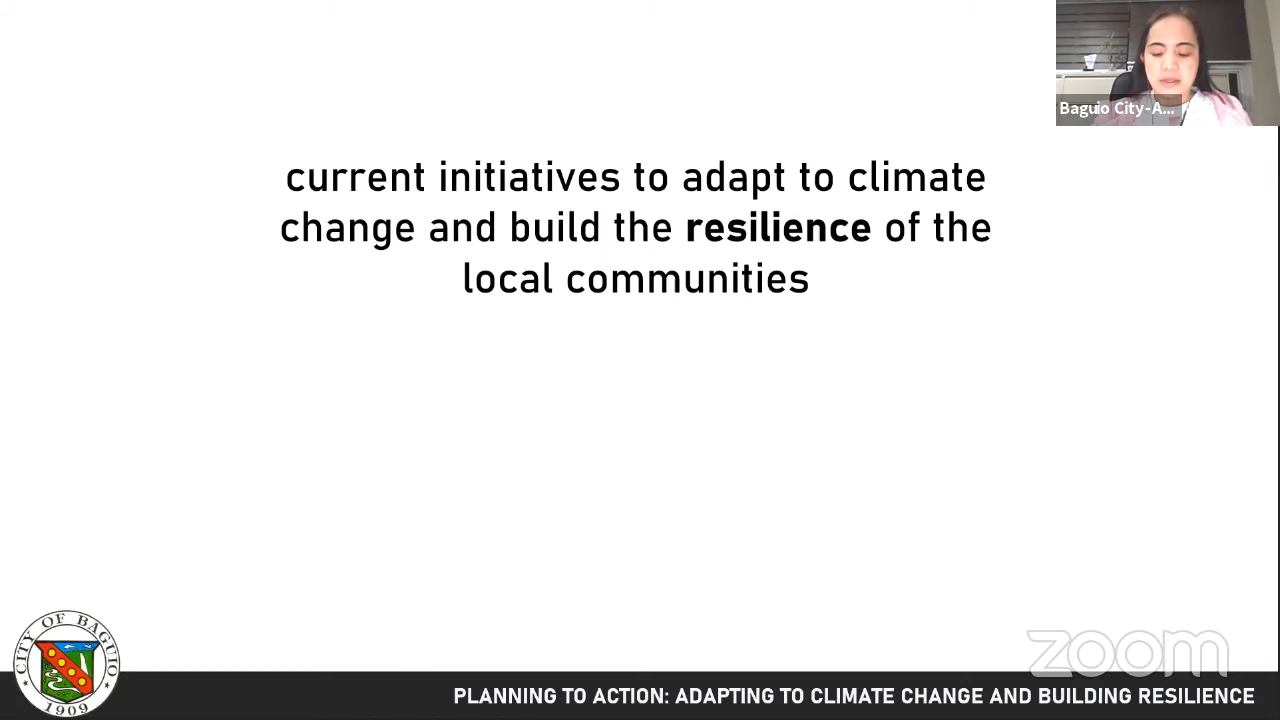 Baguio City-A...
current initiatives to adapt to climate
change and build the resilience of the
local communities
CITY OF BAGUIO
1909
zoom
PLANNING TO ACTION: ADAPTING TO CLIMATE CHANGE AND BUILDING RESILIENCE